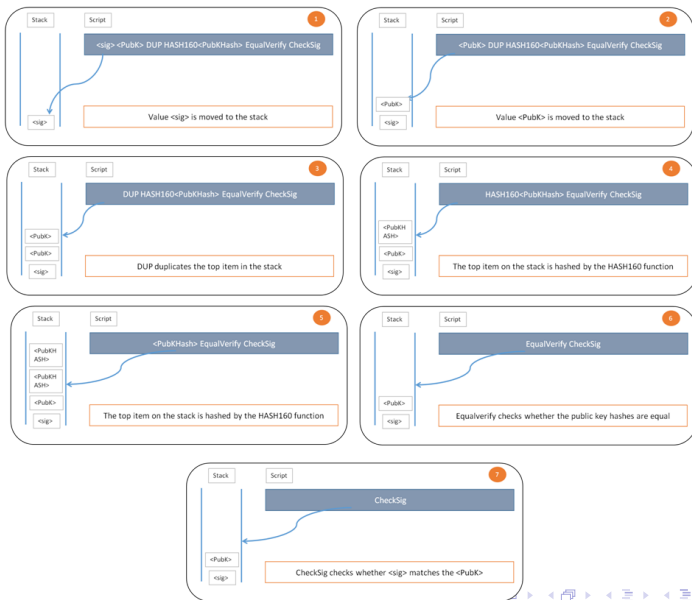 Stack
Script
1
<sig> <PubK> DUP HASH160<PubKHash> EqualVerify CheckSig
<sig>
Value <sig> is moved to the stack
Stack
Script
2
<PubK> DUP HASH160<PubKHash> EqualVerify CheckSig
<PubK>
<sig>
Value <PubK> is moved to the stack
Stack
Script
3
DUP HASH160<PubKHash> EqualVerify CheckSig
<PubK>
<PubK>
<sig>
DUP duplicates the top item in the stack
Stack
Script
4
HASH160<PubKHash> EqualVerify CheckSig
<PubKH
ASH>
<PubK>
<sig>
The top item on the stack is hashed by the HASH160 function
Stack
Script
5
<PubKHash> EqualVerify CheckSig
<PubKH
ASH>
<PubKH
ASH>
<PubK>
<sig>
The top item on the stack is hashed by the HASH160 function
Stack
Script
6
EqualVerify CheckSig
<PubK>
<sig>
Equalverify checks whether the public key hashes are equal
Stack
Script
7
CheckSig
<PubK>
<sig>
CheckSig checks whether <sig> matches the <PubK>